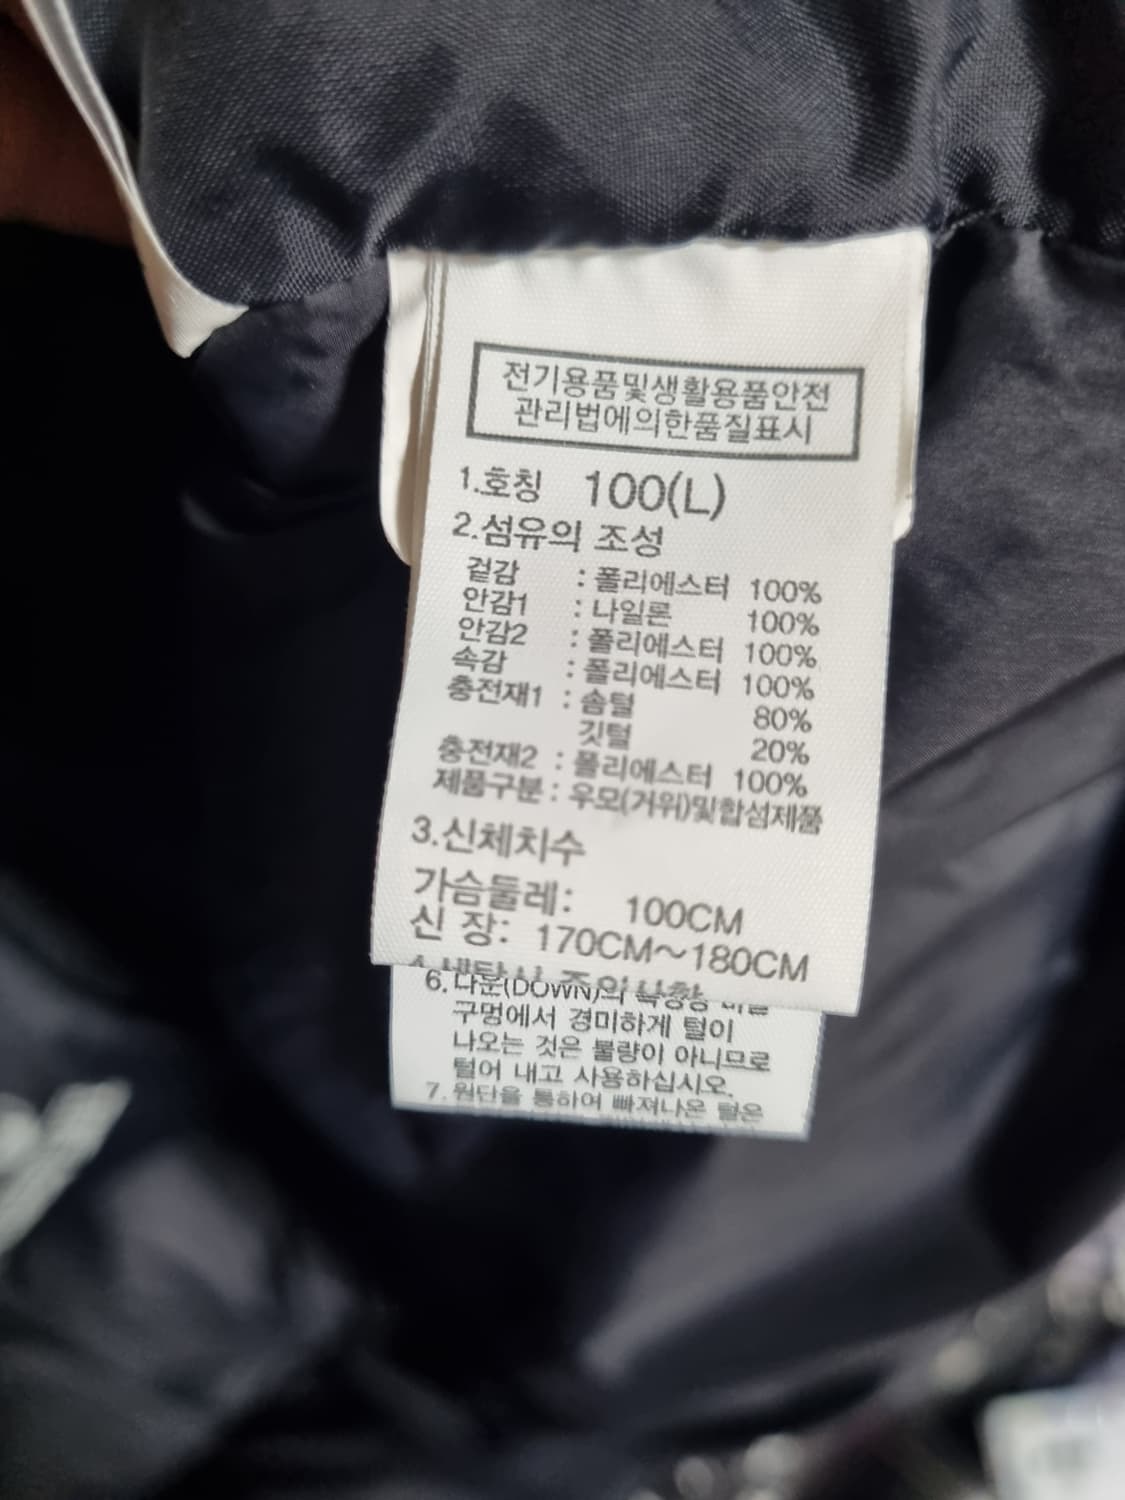 전기용품및생활용품안전
관리법에의한품질표시
1.호칭 100(L)
2.섬유의 조성
겉감 : 폴리에스터 100%
안감1 : 나일론 100%
안감2 : 폴리에스터 100%
속감 : 폴리에스터 100%
충전재1 : 솜털 80%
깃털 20%
충전재2 : 폴리에스터 100%
제품구분 : 우모(거위)및합섬제품
3.신체치수
가슴둘레: 100CM
신 장: 170CM~180CM
6.다운(DOWN)의
구멍에서 경미하게 털이
나오는 것은 불량이 아니므로
털어 내고 사용하십시오.
7.원단을 통하여 빠져나온 털은